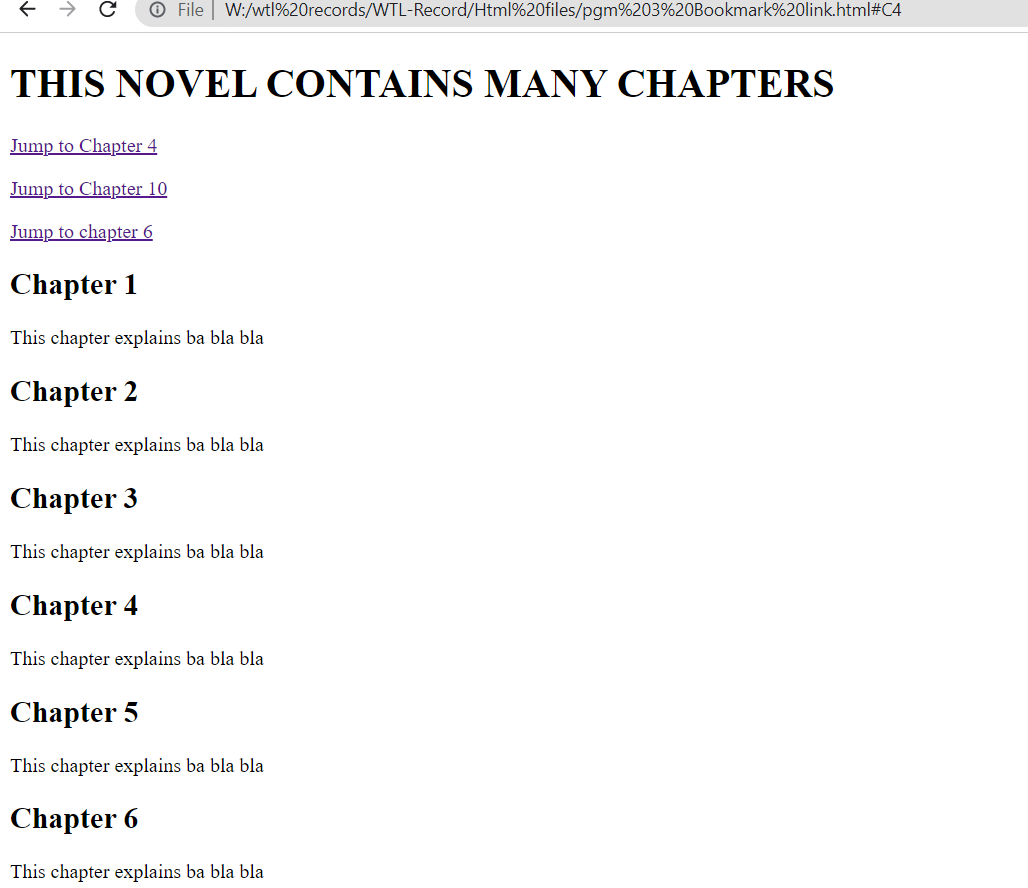 File | W:/wtl%20records/WTL-Record/Html%20files/pgm%203%20Bookmark%20link.html#C4
THIS NOVEL CONTAINS MANY CHAPTERS
Jump to Chapter 4
Jump to Chapter 10
Jump to chapter 6
Chapter 1
This chapter explains ba bla bla
Chapter 2
This chapter explains ba bla bla
Chapter 3
This chapter explains ba bla bla
Chapter 4
This chapter explains ba bla bla
Chapter 5
This chapter explains ba bla bla
Chapter 6
This chapter explains ba bla bla